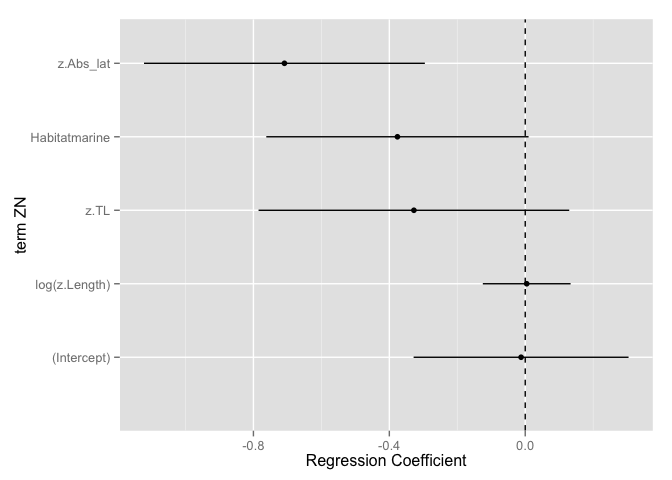 z.Abs_lat
Habitatmarine
z.TL
log(z.Length)
(Intercept)
term ZN
-0.8 -0.4 0.0
Regression Coefficient